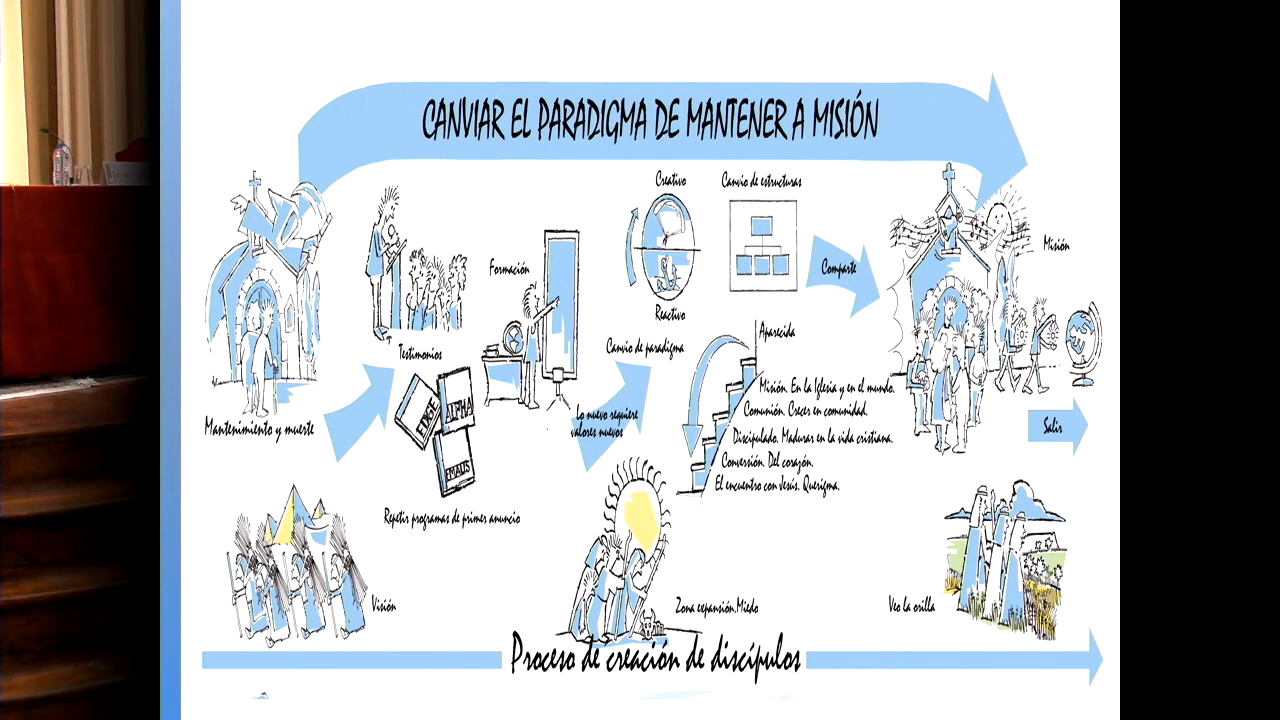 CANVIAR EL PARADIGMA DE MANTENER A MISIÓN
Creativo
Canvio de estructuras
Misión
Formación
Comparte
Reactivo
Testimonios
Canvio de paradigma
Aparecida
Misión. En la Iglesia y en el mundo.
Comunión. Crecer en comunidad.
Discipulado. Madurar en la vida cristiana.
Conversión. Del corazón.
El encuentro con Jesús. Querigma.
Lo nuevo requiere
valores nuevos
Mantenimiento y muerte
Salir
ALPHA
EMAUS
Repetir programas de primer anuncio
Visión
Zona expansión.Miedo
Veo la orilla
Proceso de creación de discípulos